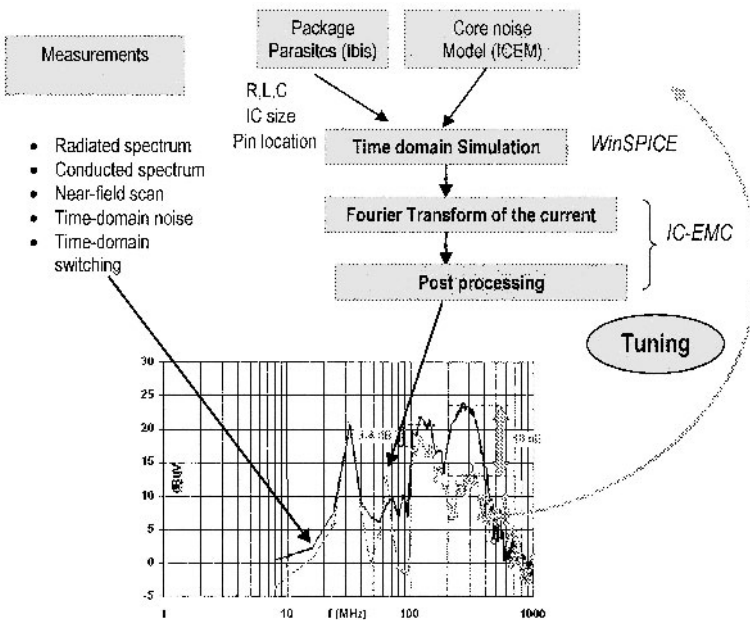 Measurements
Package
Parasitcs (Ibis)
Core noise
Model (ICEM)
R,L,C
IC size
Pin location
Time domain Simulation
WinSPICE
Radiated spectrum
Conducted spectrum
Near-field scan
Time-domain noise
Time-domain
switching
Fourier Transform of the current
IC-EMC
Post processing
Tuning
30
25
20
15
10
5
0
-5
dBµV
1
10
f [MHz]
100
1000